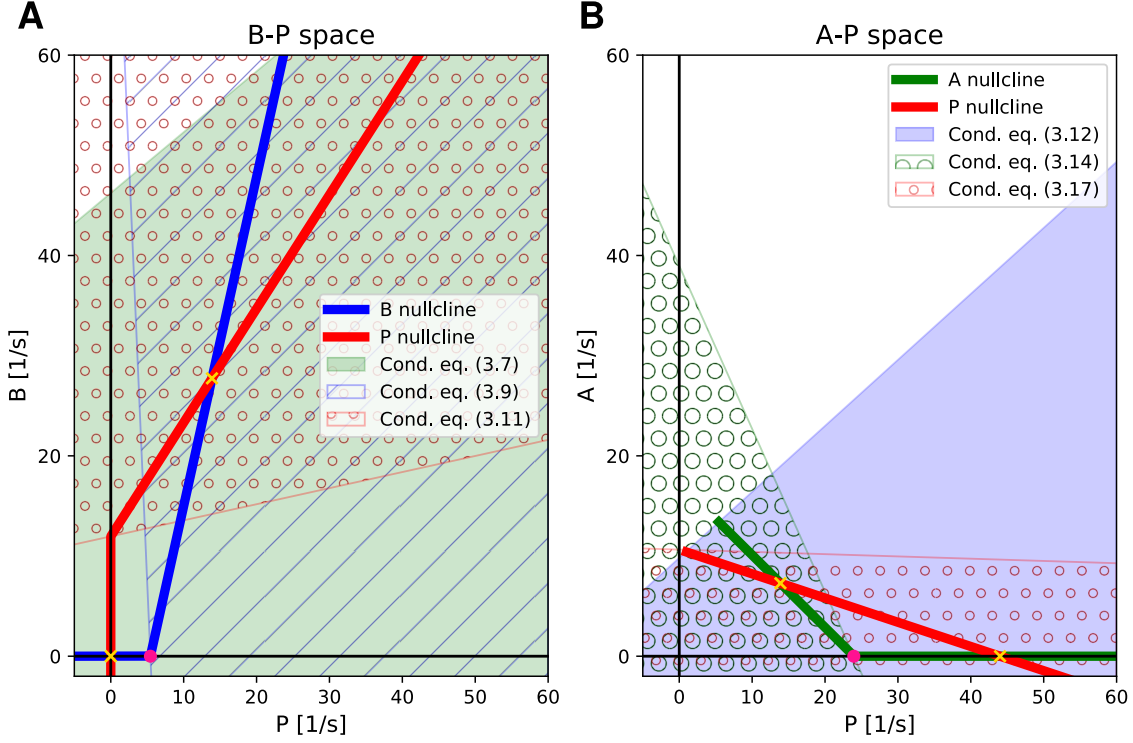 A
B-P space
60
40
20
0
B [1/s]
B nullcline
P nullcline
Cond. eq. (3.7)
Cond. eq. (3.9)
Cond. eq. (3.11)
0 10 20 30 40 50 60
P [1/s]
B
A-P space
60
40
20
0
A [1/s]
A nullcline
P nullcline
Cond. eq. (3.12)
Cond. eq. (3.14)
Cond. eq. (3.17)
0 10 20 30 40 50 60
P [1/s]